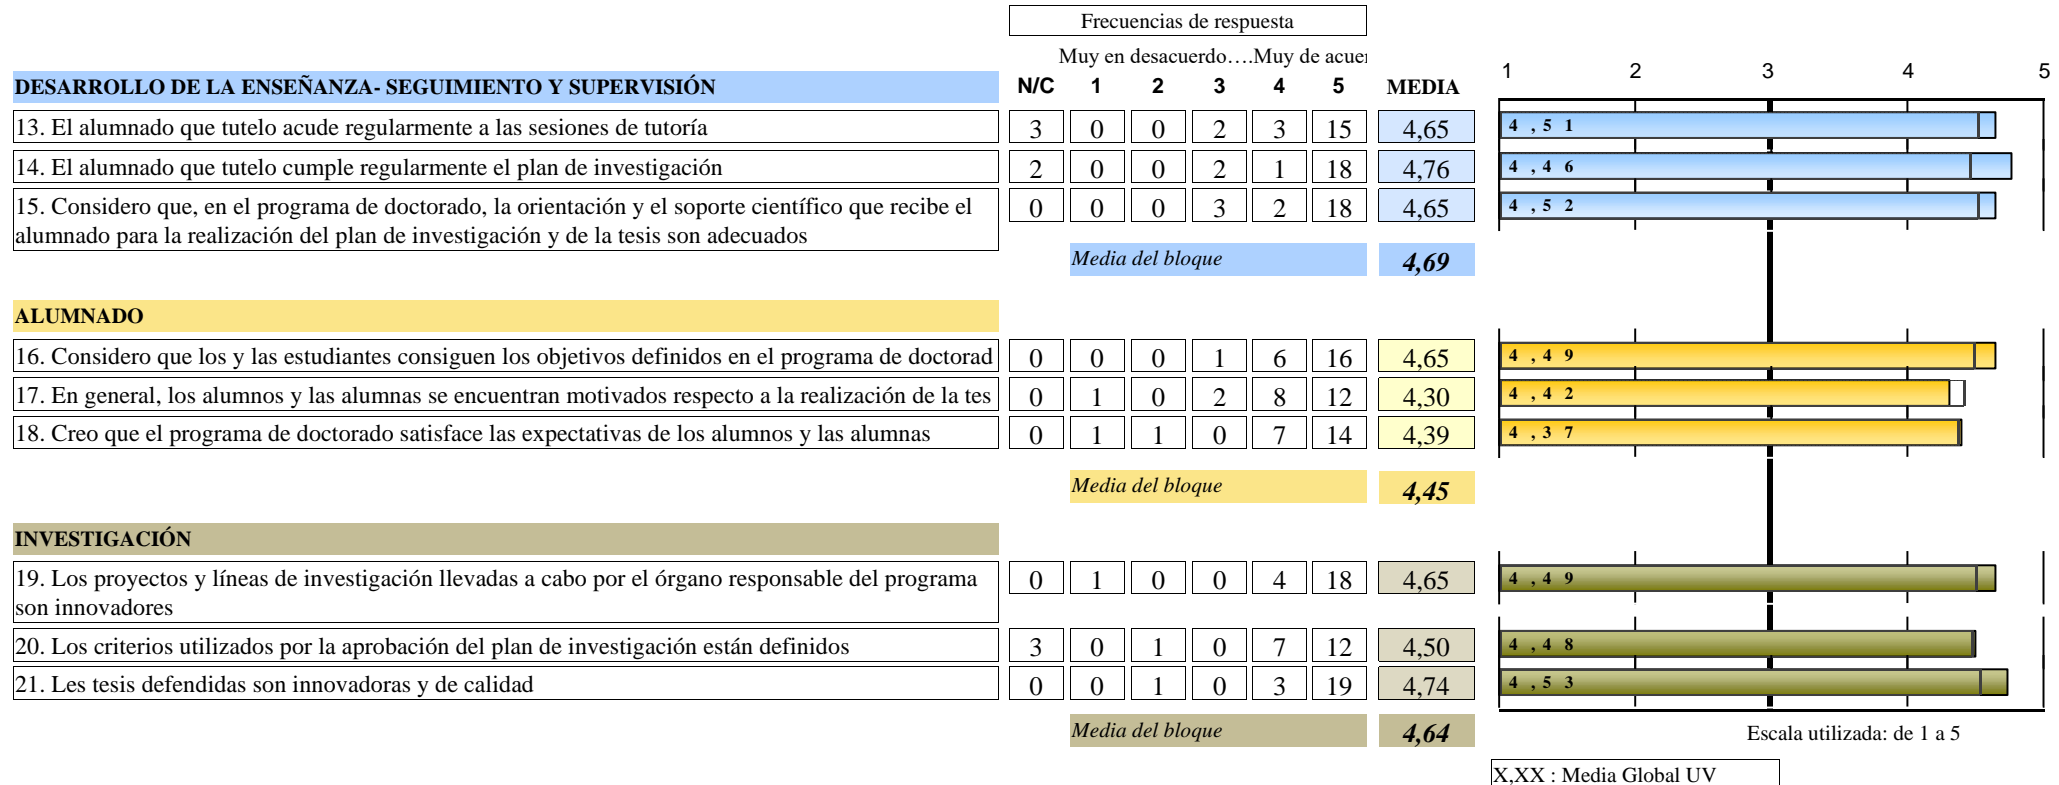 Frecuencias de respuesta
Muy en desacuerdo….Muy de acuer
DESARROLLO DE LA ENSEÑANZA- SEGUIMIENTO Y SUPERVISIÓN N/C 1 2 3 4 5 MEDIA 1 2 3 4 5
13. El alumnado que tutelo acude regularmente a las sesiones de tutoría 3 0 0 2 3 15 4,65 4,51
14. El alumnado que tutelo cumple regularmente el plan de investigación 2 0 0 2 1 18 4,76 4,46
15. Considero que, en el programa de doctorado, la orientación y el soporte científico que recibe el 0 0 0 3 2 18 4,65 4,52
alumnado para la realización del plan de investigación y de la tesis son adecuados
Media del bloque 4,69
ALUMNADO
16. Considero que los y las estudiantes consiguen los objetivos definidos en el programa de doctorad 0 0 0 1 6 16 4,65 4,49
17. En general, los alumnos y las alumnas se encuentran motivados respecto a la realización de la tes 0 1 0 2 8 12 4,30 4,42
18. Creo que el programa de doctorado satisface las expectativas de los alumnos y las alumnas 0 1 1 0 7 14 4,39 4,37
Media del bloque 4,45
INVESTIGACIÓN
19. Los proyectos y líneas de investigación llevadas a cabo por el órgano responsable del programa 0 1 0 0 4 18 4,65 4,49
son innovadores
20. Los criterios utilizados por la aprobación del plan de investigación están definidos 3 0 1 0 7 12 4,50 4,48
21. Les tesis defendidas son innovadoras y de calidad 0 0 1 0 3 19 4,74 4,53
Media del bloque 4,64 Escala utilizada: de 1 a 5
X,XX : Media Global UV